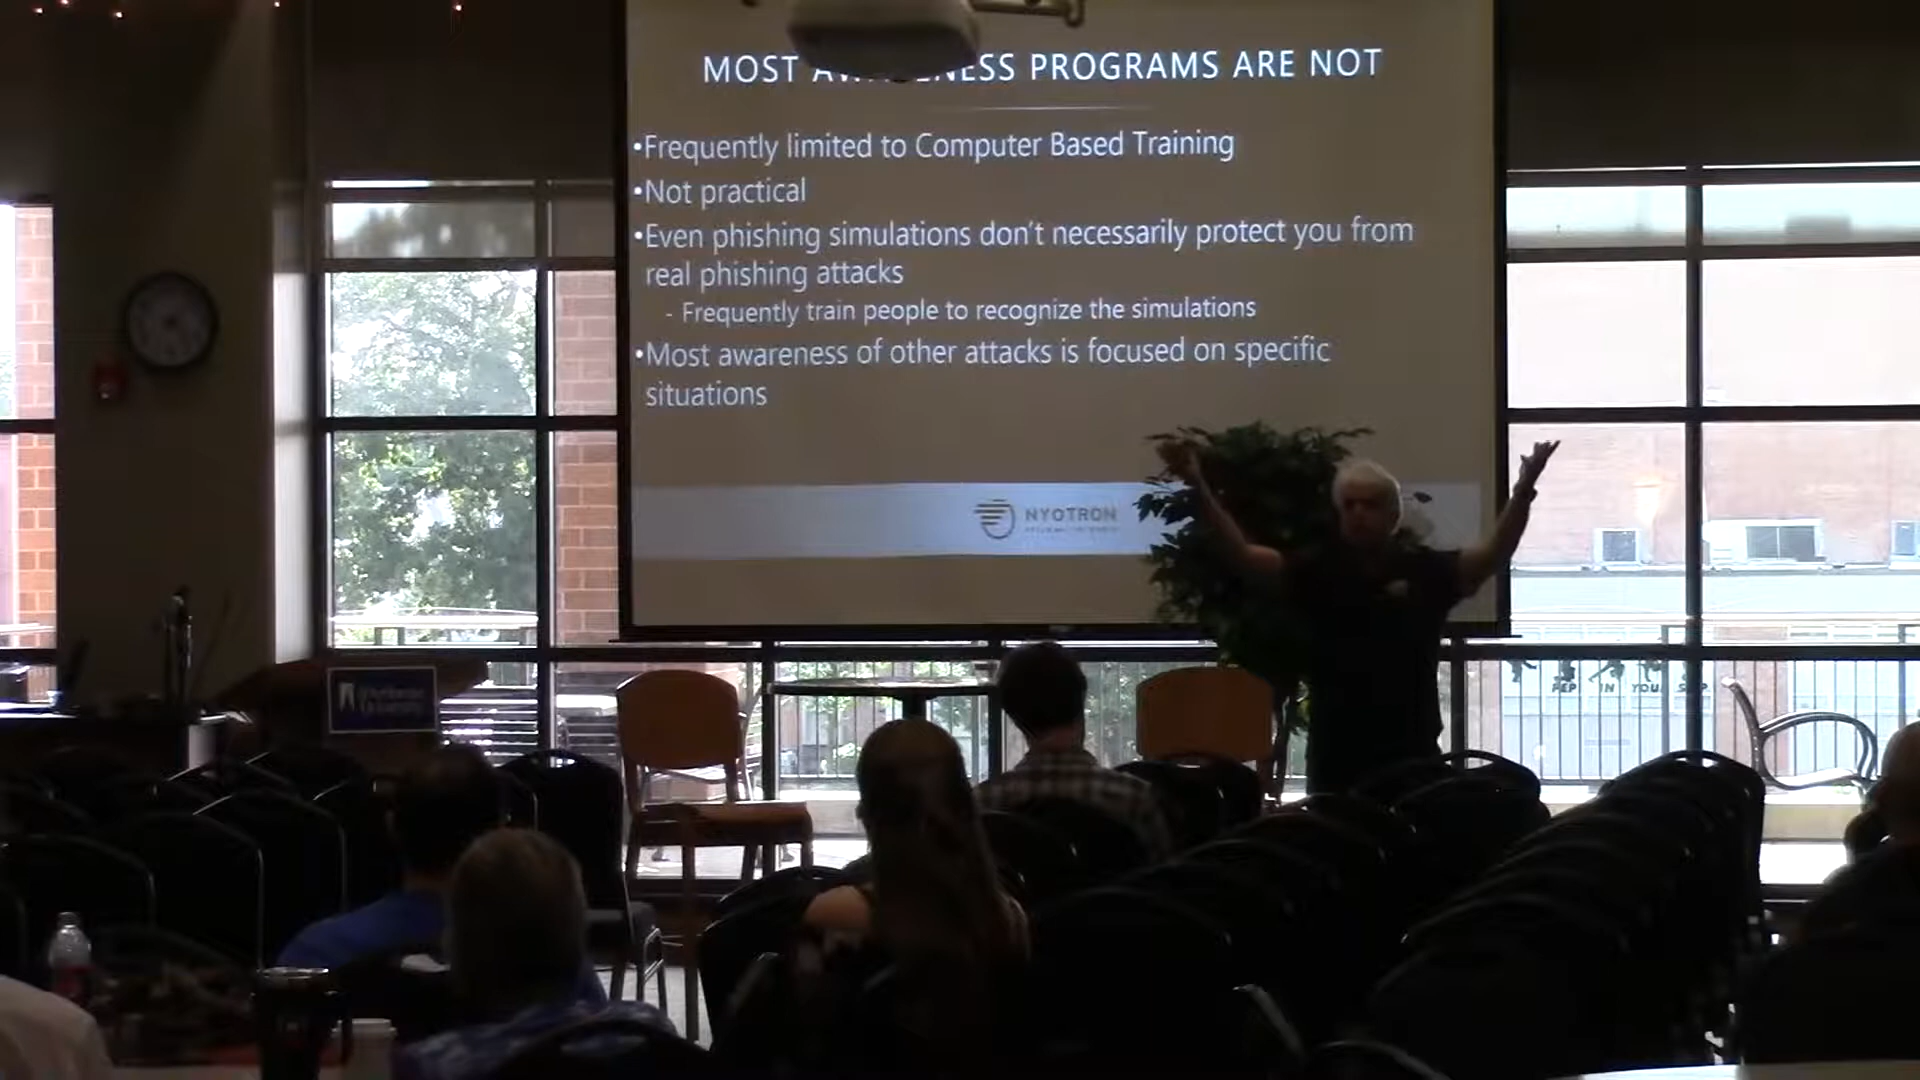 MOST AWARENESS PROGRAMS ARE NOT
•Frequently limited to Computer Based Training
•Not practical
•Even phishing simulations don't necessarily protect you from
real phishing attacks
- Frequently train people to recognize the simulations
•Most awareness of other attacks is focused on specific
situations
NYOTRON